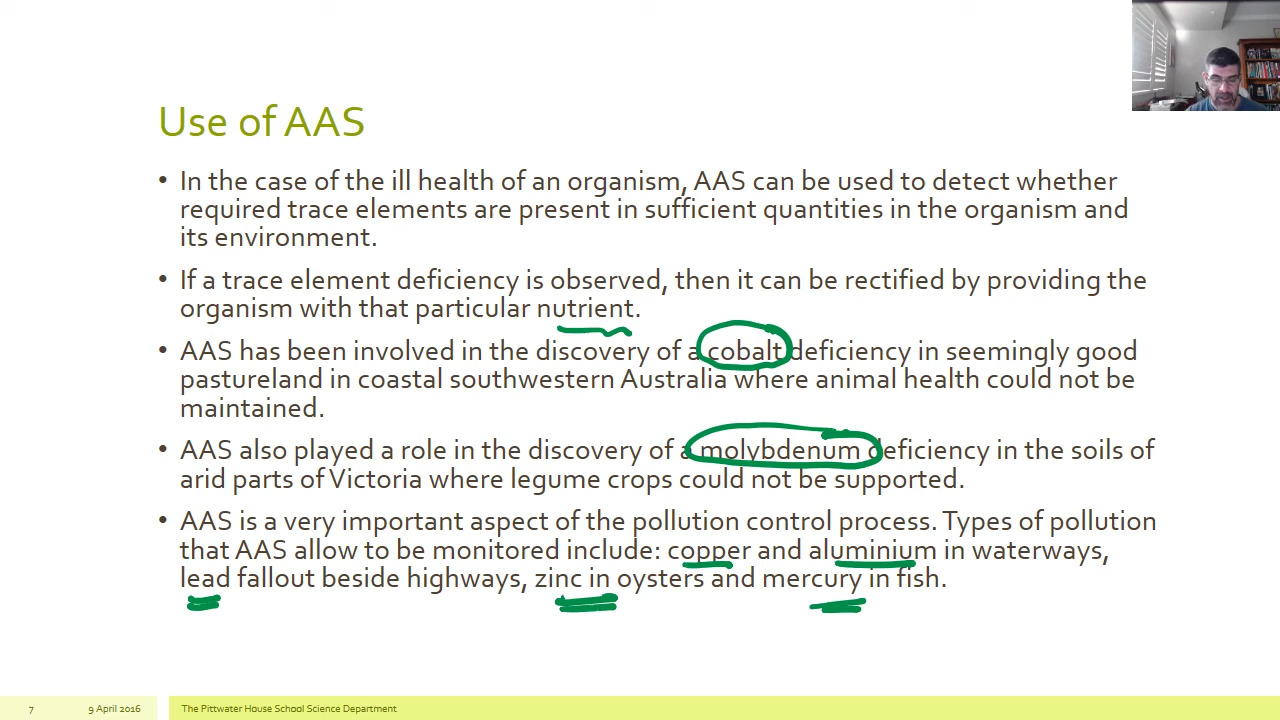 Use of AAS
• In the case of the ill health of an organism, AAS can be used to detect whether
required trace elements are present in sufficient quantities in the organism and
its environment.
• If a trace element deficiency is observed, then it can be rectified by providing the
organism with that particular nutrient.
• AAS has been involved in the discovery of a cobalt deficiency in seemingly good
pastureland in coastal southwestern Australia where animal health could not be
maintained.
• AAS also played a role in the discovery of a molybdenum deficiency in the soils of
arid parts of Victoria where legume crops could not be supported.
• AAS is a very important aspect of the pollution control process. Types of pollution
that AAS allow to be monitored include: copper and aluminium in waterways,
lead fallout beside highways, zinc in oysters and mercury in fish.
7 9 April 2016 The Pittwater House School Science Department